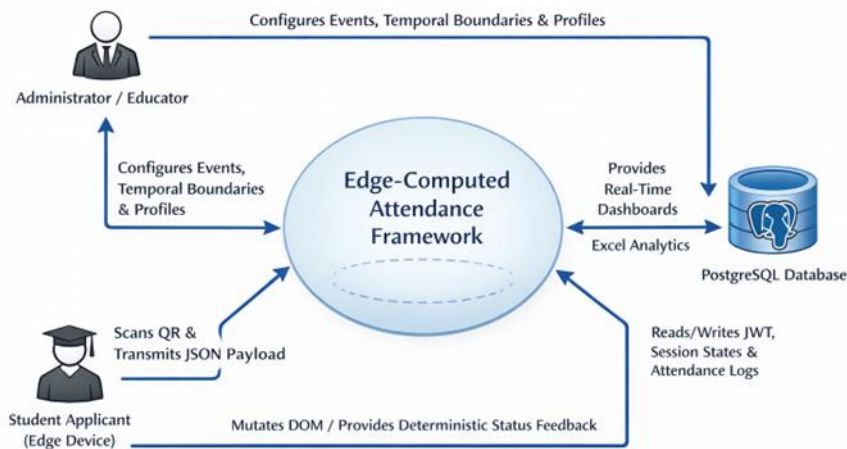 Configures Events, Temporal Boundaries & Profiles
Administrator / Educator
Configures Events,
Temporal Boundaries
& Profiles
Edge-Computed
Attendance
Framework
Provides
Real-Time
Dashboards
Excel Analytics
PostgreSQL Database
Scans QR &
Transmits JSON Payload
Reads/Writes JWT,
Session States &
Attendance Logs
Student Applicant
(Edge Device)
Mutates DOM / Provides Deterministic Status Feedback